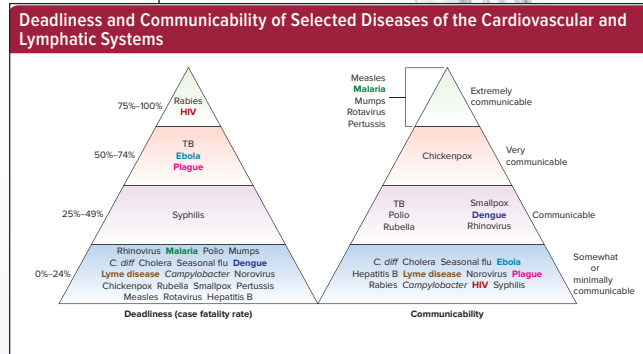 Deadliness and Communicability of Selected Diseases of the Cardiovascular and
Lymphatic Systems
75%–100%
Rabies
HIV
50%–74%
TB
Ebola
Plague
25%–49%
Syphilis
0%–24%
Rhinovirus Malaria Polio Mumps
C. diff Cholera Seasonal flu Dengue
Lyme disease Campylobacter Norovirus
Chickenpox Rubella Smallpox Pertussis
Measles Rotavirus Hepatitis B
Deadliness (case fatality rate)
Measles
Malaria
Mumps
Rotavirus
Pertussis
Extremely
communicable
Chickenpox
Very
communicable
TB
Polio
Rubella
Smallpox
Dengue
Rhinovirus
Communicable
C. diff Cholera Seasonal flu Ebola
Hepatitis B Lyme disease Norovirus Plague
Rabies Campylobacter HIV Syphilis
Somewhat
or
minimally
communicable
Communicability